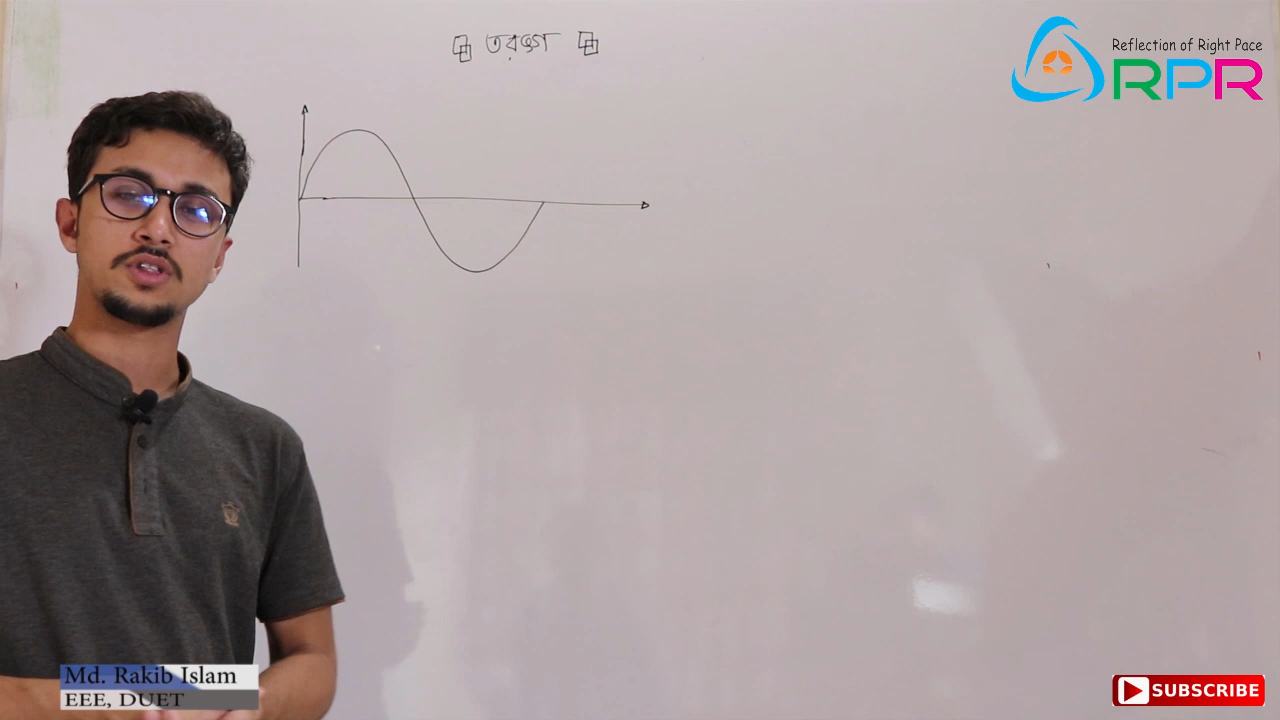 তরঙ্গ
Reflection of Right Pace
RPR
Md. Rakib Islam
EEE, DUET
SUBSCRIBE